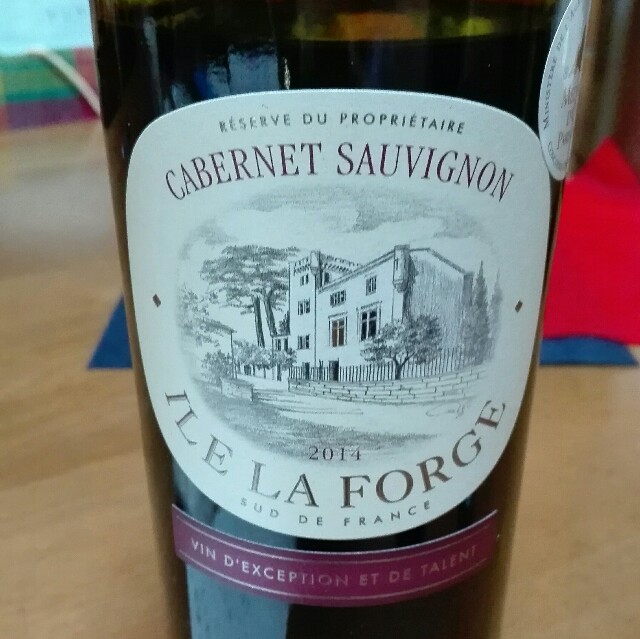 RÉSERVE DU PROPRIÉTAIRE
CABERNET SAUVIGNON
2014
ILE LA FORGE
SUD DE FRANCE
VIN D'EXCEPTION ET DE TALENT